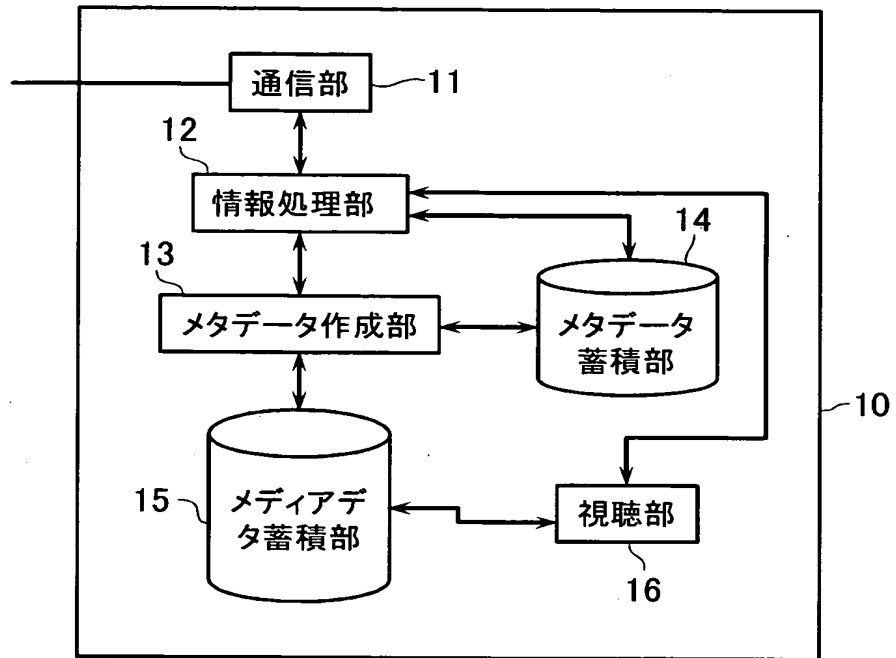 通信部
11
12
情報処理部
14
13
メタデータ作成部
メタデータ
蓄積部
10
15
メディアデ
ータ蓄積部
視聴部
16